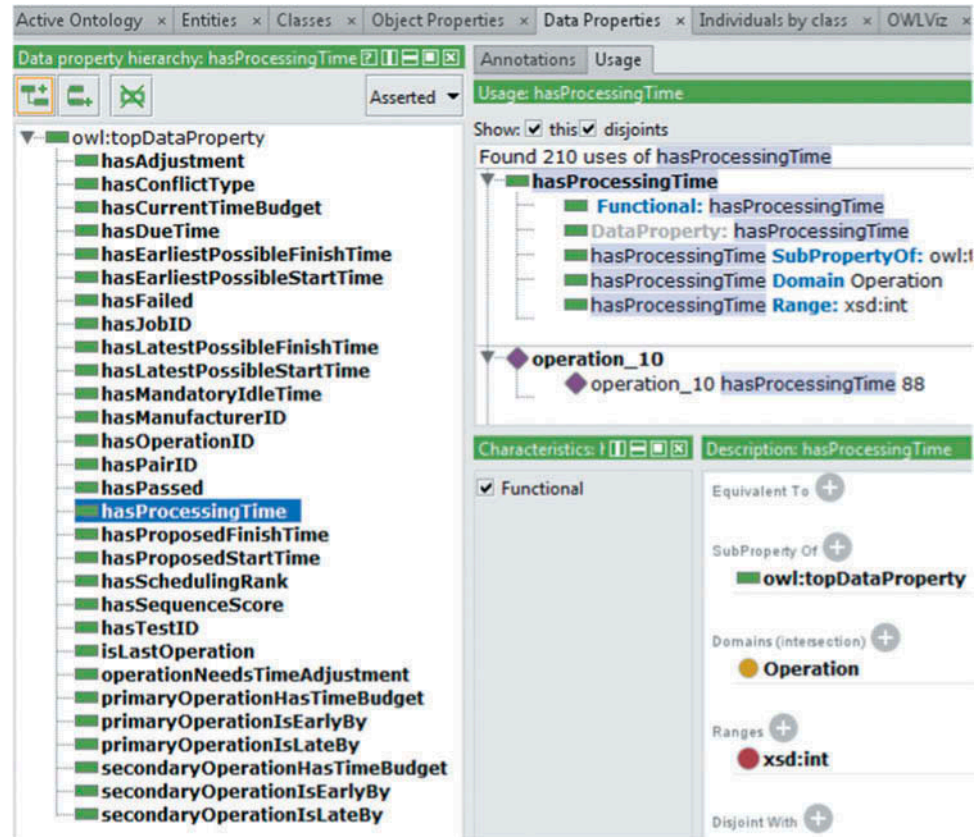 Active Ontology × Entities × Classes × Object Properties × Data Properties × Individuals by class × OWLViz ×
Data property hierarchy: hasProcessingTime
Asserted
owl:topDataProperty
hasAdjustment
hasConflictType
hasCurrentTimeBudget
hasDueTime
hasEarliestPossibleFinishTime
hasEarliestPossibleStartTime
hasFailed
hasJobID
hasLatestPossibleFinishTime
hasLatestPossibleStartTime
hasMandatoryIdleTime
hasManufacturerID
hasOperationID
hasPairID
hasPassed
hasProcessingTime
hasProposedFinishTime
hasProposedStartTime
hasSchedulingRank
hasSequenceScore
hasTestID
isLastOperation
operationNeedsTimeAdjustment
primaryOperationHasTimeBudget
primaryOperationIsEarlyBy
primaryOperationIsLateBy
secondaryOperationHasTimeBudget
secondaryOperationIsEarlyBy
secondaryOperationIsLateBy
Annotations Usage
Usage: hasProcessingTime
Show: this disjoints
Found 210 uses of hasProcessingTime
hasProcessingTime
Functional: hasProcessingTime
DataProperty: hasProcessingTime
hasProcessingTime SubPropertyOf: owl:t
hasProcessingTime Domain Operation
hasProcessingTime Range: xsd:int
operation_10
operation_10 hasProcessingTime 88
Characteristics:
Functional
Description: hasProcessingTime
Equivalent To
SubProperty Of
owl:topDataProperty
Domains (intersection)
Operation
Ranges
xsd:int
Disjoint With